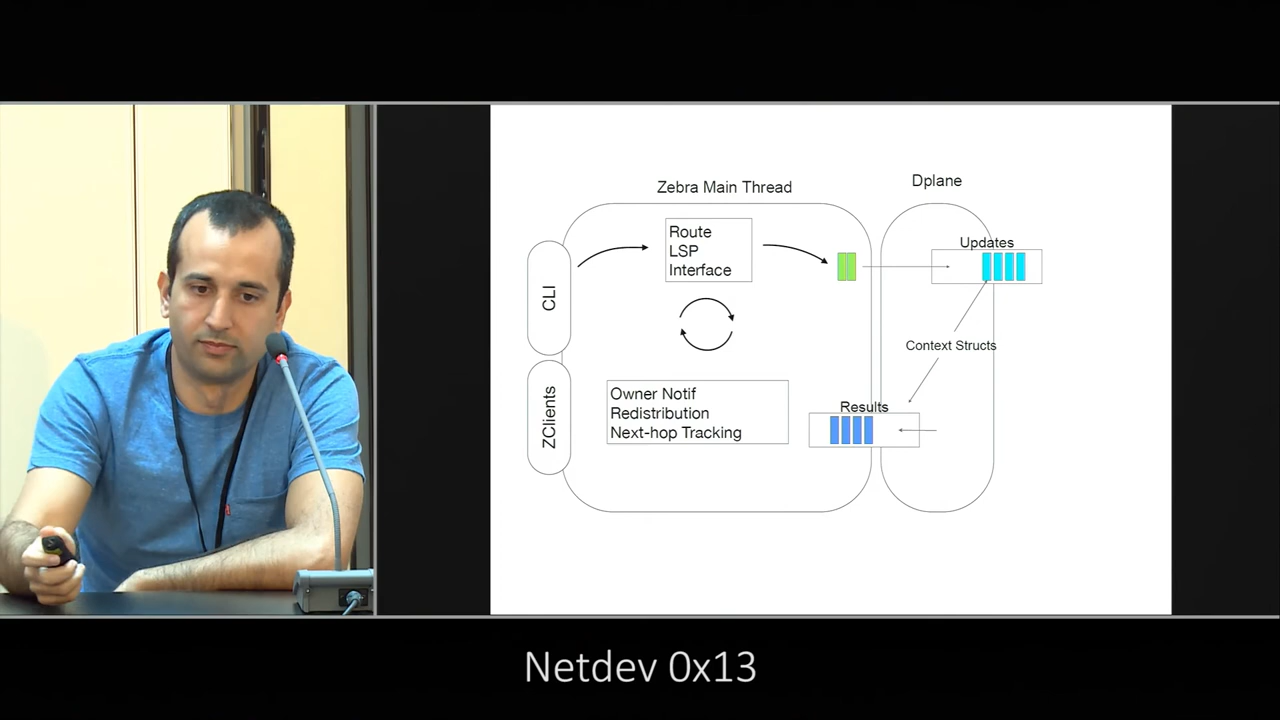 Zebra Main Thread
Dplane
CLI
ZClients
Route
LSP
Interface
Updates
Context Structs
Owner Notif
Redistribution
Next-hop Tracking
Results
Netdev 0x13